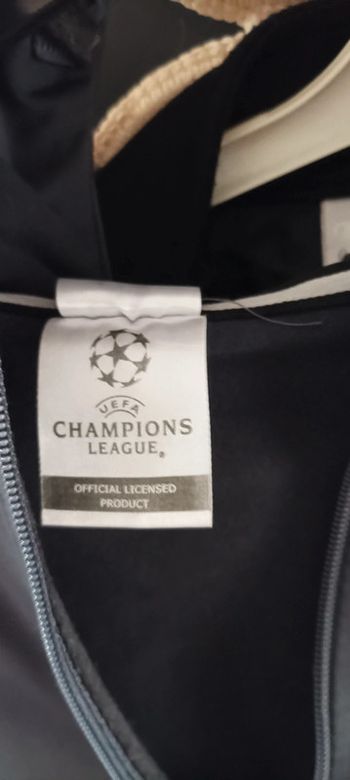 UEFA
CHAMPIONS
LEAGUE®
OFFICIAL LICENSED
PRODUCT